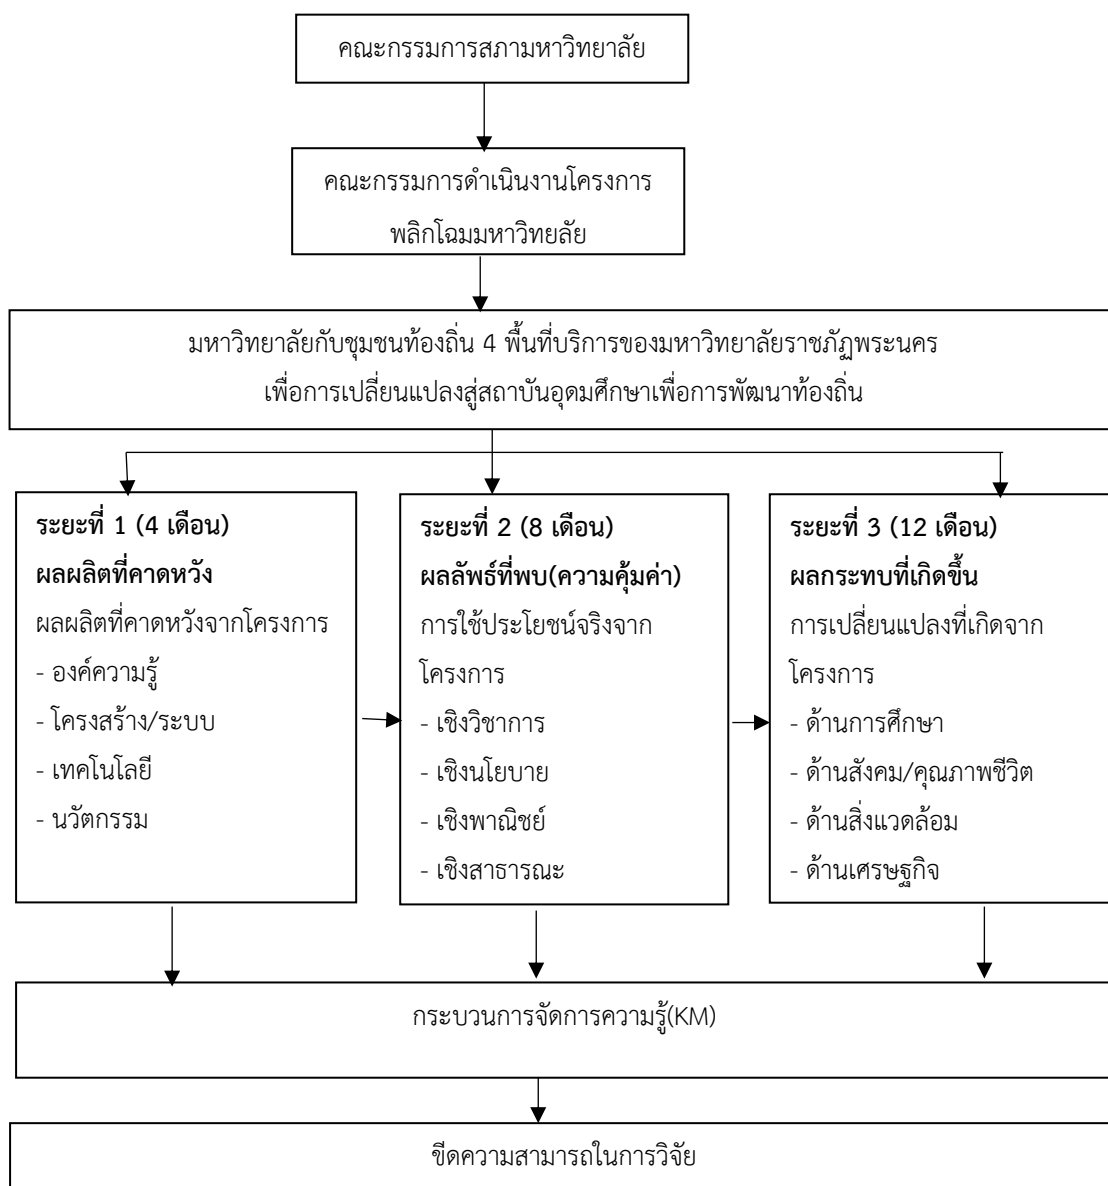 คณะกรรมการสภามหาวิทยาลัย
คณะกรรมการดำเนินงานโครงการ
พลิกโฉมมหาวิทยลัย
มหาวิทยาลัยกับชุมชนท้องถิ่น 4 พื้นที่บริการของมหาวิทยาลัยราชภัฏพระนคร
เพื่อการเปลี่ยนแปลงสู่สถาบันอุดมศึกษาเพื่อการพัฒนาท้องถิ่น
ระยะที่ 1 (4 เดือน)
ผลผลิตที่คาดหวัง
ผลผลิตที่คาดหวังจากโครงการ
- องค์ความรู้
- โครงสร้าง/ระบบ
- เทคโนโลยี
- นวัตกรรม
ระยะที่ 2 (8 เดือน)
ผลลัพธ์ที่พบ(ความคุ้มค่า)
การใช้ประโยชน์จริงจาก
โครงการ
- เชิงวิชาการ
- เชิงนโยบาย
- เชิงพาณิชย์
- เชิงสาธารณะ
ระยะที่ 3 (12 เดือน)
ผลกระทบที่เกิดขึ้น
การเปลี่ยนแปลงที่เกิดจาก
โครงการ
- ด้านการศึกษา
- ด้านสังคม/คุณภาพชีวิต
- ด้านสิ่งแวดล้อม
- ด้านเศรษฐกิจ
กระบวนการจัดการความรู้(KM)
ขีดความสามารถในการวิจัย